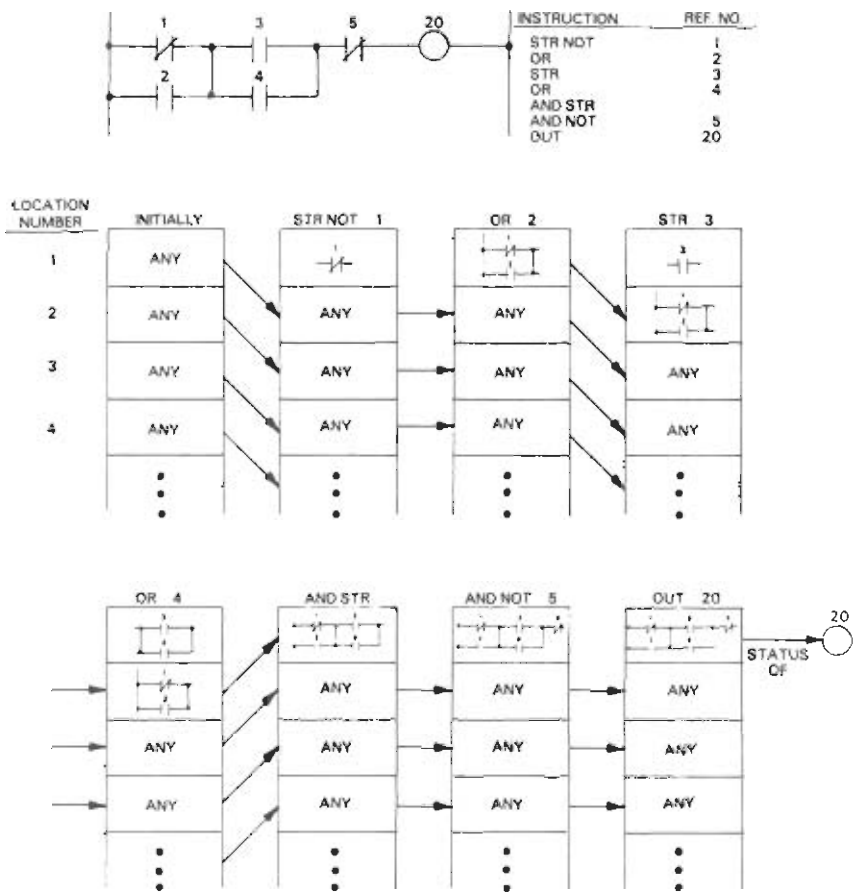 1 3 5 20
2 4
INSTRUCTION REF. NO.
STR NOT 1
OR 2
STR 3
OR 4
AND STR
AND NOT 5
OUT 20
LOCATION NUMBER INITIALLY STR NOT 1 OR 2 STR 3
1 ANY 3
2 ANY ANY ANY
3 ANY ANY ANY ANY
4 ANY ANY ANY ANY
OR 4 AND STR AND NOT 5 OUT 20
20
STATUS OF
ANY ANY ANY
ANY ANY ANY ANY
ANY ANY ANY ANY